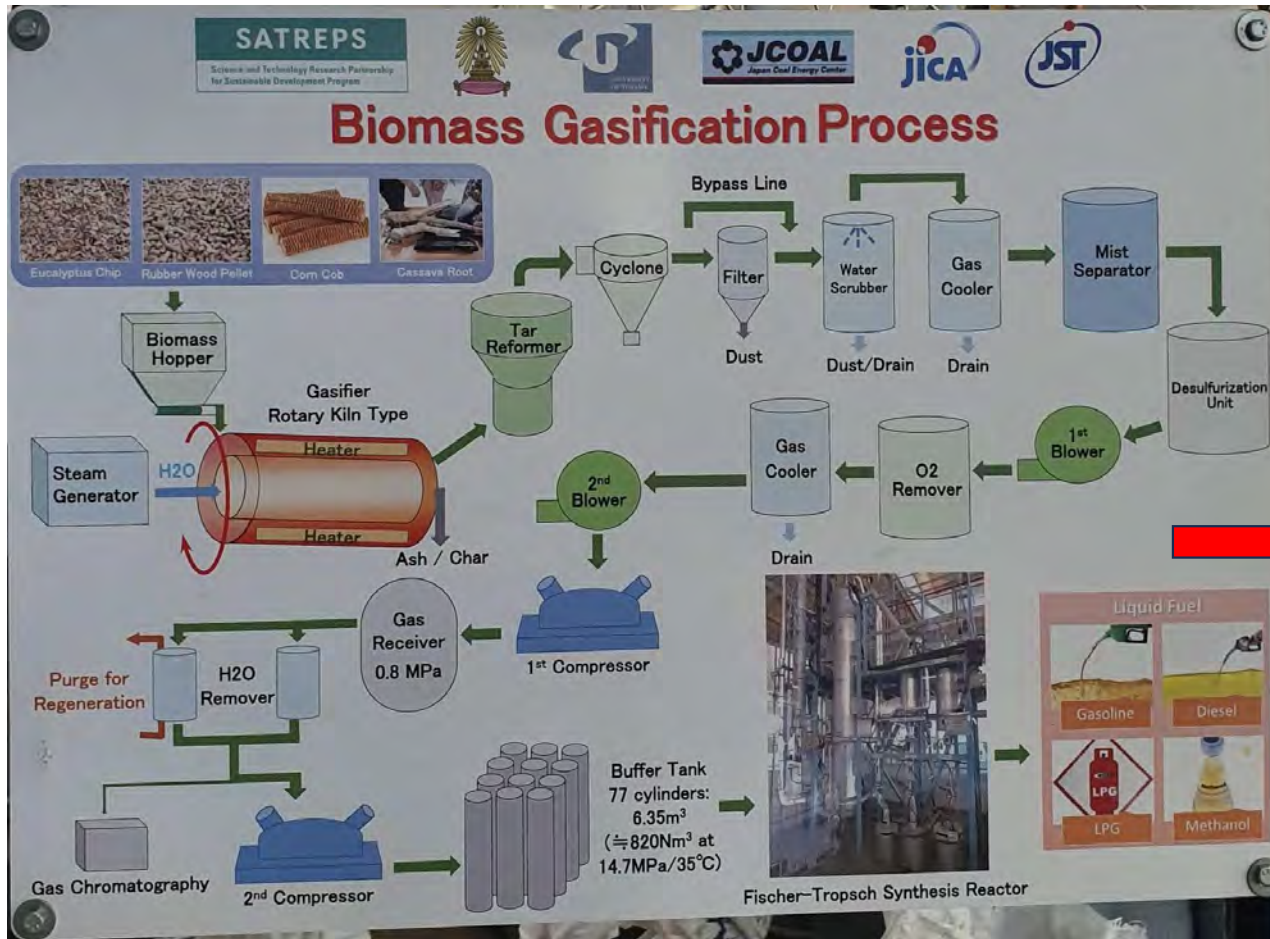 SATREPS
Science and Technology Research Partnership
for Sustainable Development Program
JCOAL
Japan Coal Energy Center
jICA
JST
Biomass Gasification Process
Eucalyptus Chip
Rubber Wood Pellet
Corn Cob
Cassava Root
Bypass Line
Cyclone
Filter
Water
Scrubber
Gas
Cooler
Mist
Separator
Dust
Dust/Drain
Drain
Tar
Reformer
Biomass
Hopper
Gasifier
Rotary Kiln Type
Desulfurization
Unit
Steam
Generator
H2O
Heater
Heater
Ash / Char
1st
Blower
O2
Remover
Gas
Cooler
Drain
2nd
Blower
1st Compressor
Gas
Receiver
0.8 MPa
H2O
Remover
Purge for
Regeneration
Gas Chromatography
2nd Compressor
Buffer Tank
77 cylinders:
6.35m³
(≒820Nm³ at
14.7MPa/35°C)
Fischer-Tropsch Synthesis Reactor
Liquid Fuel
Gasoline
Diesel
LPG
LPG
Methanol